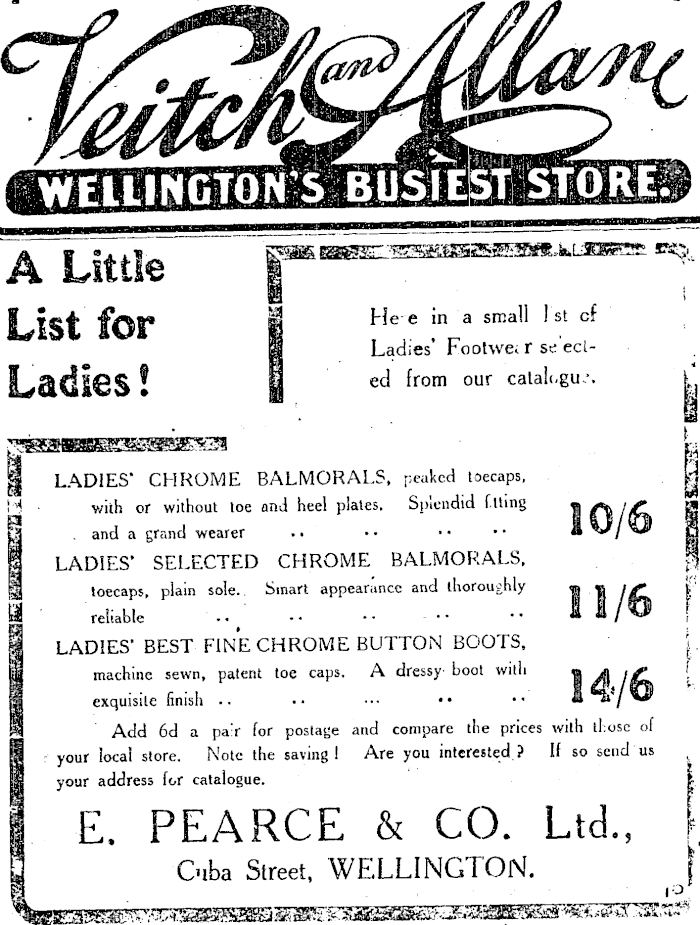 Veitch and Allan
WELLINGTON'S BUSIEST STORE.
A Little
List for
Ladies!
Here in a small list of
Ladies' Footwear select-
ed from our catalogue.
LADIES' CHROME BALMORALS, peaked toecaps,
with or without toe and heel plates. Splendid fitting
and a grand wearer .. .. .. .. 10/6
LADIES' SELECTED CHROME BALMORALS,
toecaps, plain sole. Smart appearance and thoroughly
reliable .. .. .. .. .. 11/6
LADIES' BEST FINE CHROME BUTTON BOOTS,
machine sewn, patent toe caps. A dressy boot with
exquisite finish .. .. ... .. .. 14/6
Add 6d a pair for postage and compare the prices with those of
your local store. Note the saving! Are you interested? If so send us
your address for catalogue.
E. PEARCE & CO. Ltd.,
Cuba Street, WELLINGTON.